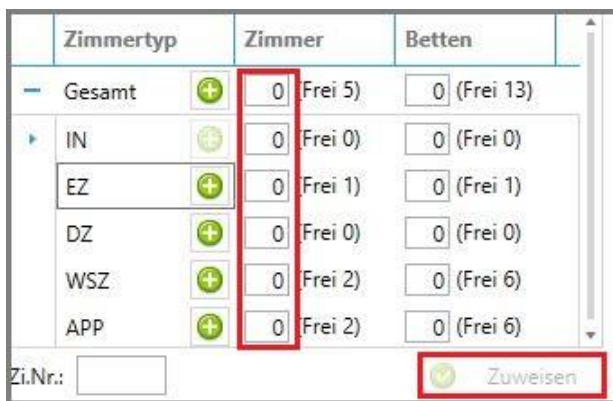 Zimmertyp Zimmer Betten
Gesamt 0 (Frei 5) 0 (Frei 13)
IN 0 (Frei 0) 0 (Frei 0)
EZ 0 (Frei 1) 0 (Frei 1)
DZ 0 (Frei 0) 0 (Frei 0)
WSZ 0 (Frei 2) 0 (Frei 6)
APP 0 (Frei 2) 0 (Frei 6)
Zi.Nr.: Zuweisen